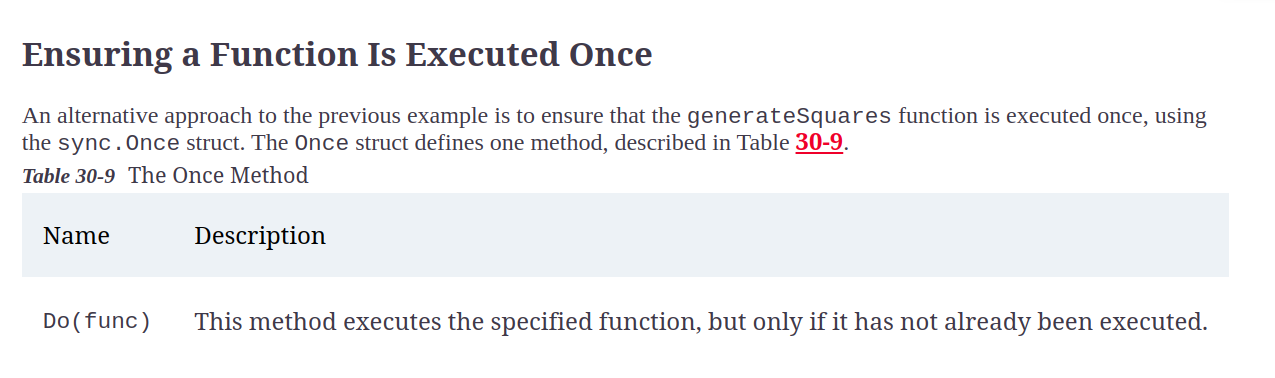 Ensuring a Function Is Executed Once
An alternative approach to the previous example is to ensure that the generateSquares function is executed once, using
the sync.Once struct. The Once struct defines one method, described in Table 30-9.
Table 30-9 The Once Method
Name Description
Do(func) This method executes the specified function, but only if it has not already been executed.